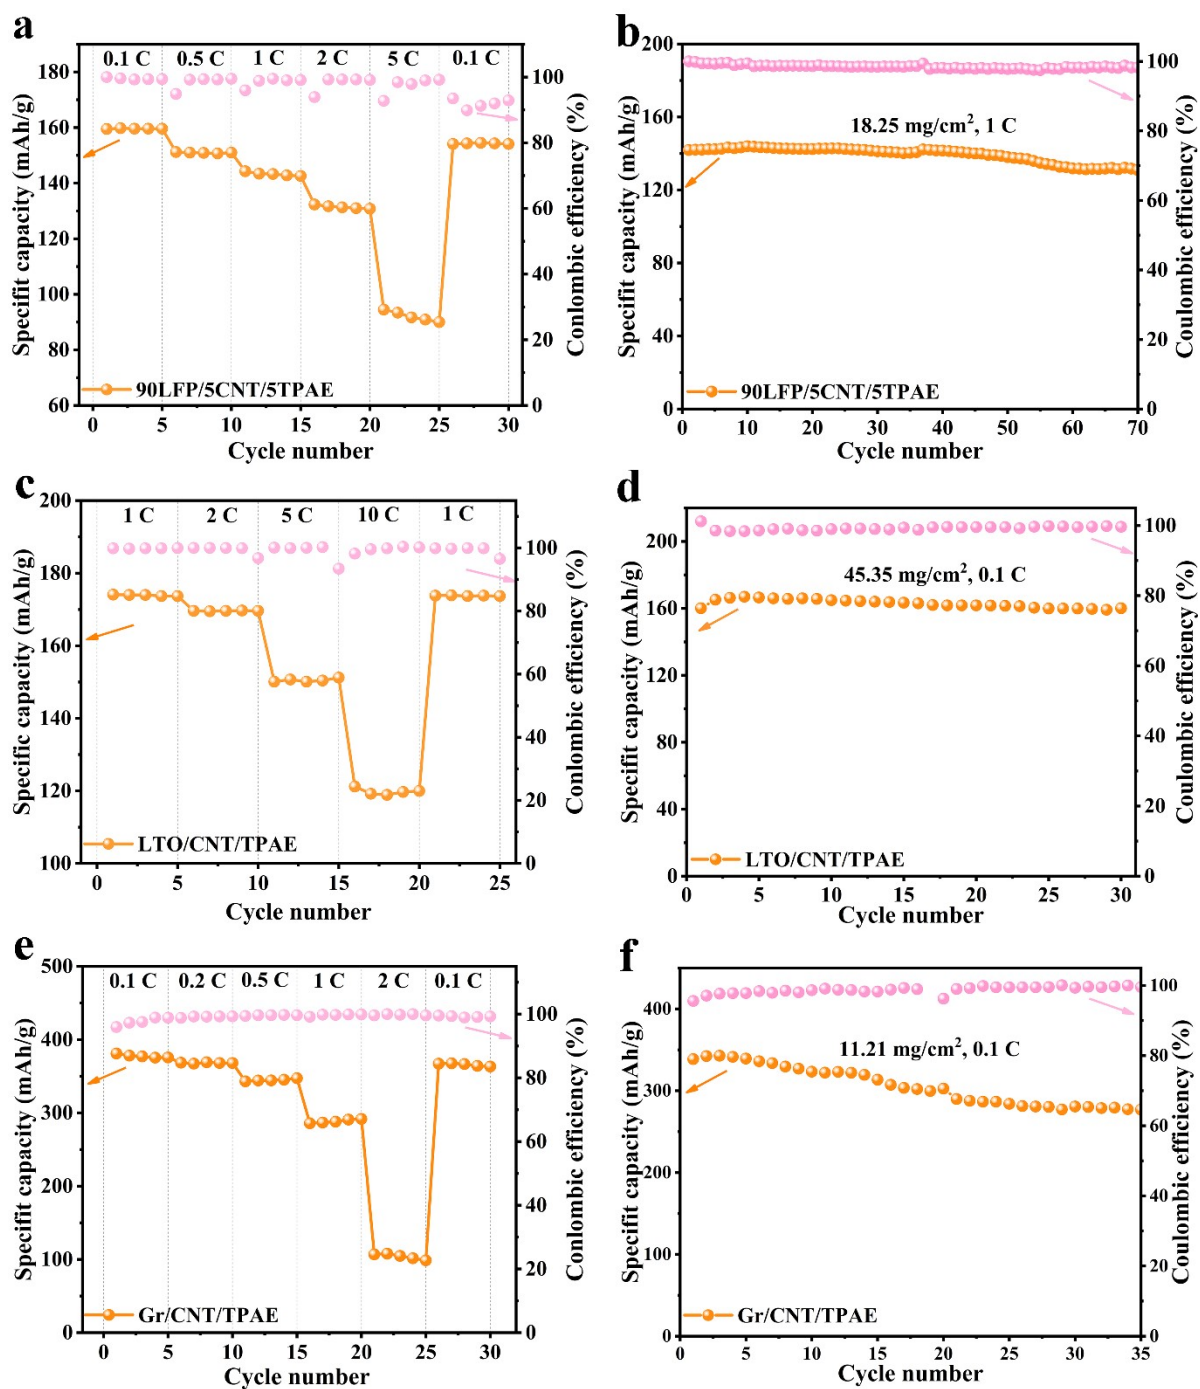 a
0.1 C 0.5 C 1 C 2 C 5 C 0.1 C
180
160
140
120
100
80
60
100
80
60
40
20
0
Specifit capacity (mAh/g)
Conlombic efficiency (%)
90LFP/5CNT/5TPAE
0 5 10 15 20 25 30
Cycle number
b
200
160
120
80
40
0
100
80
60
40
20
0
Specifit capacity (mAh/g)
Coulombic efficiency (%)
18.25 mg/cm², 1 C
90LFP/5CNT/5TPAE
0 10 20 30 40 50 60 70
Cycle number
c
1 C 2 C 5 C 10 C 1 C
200
180
160
140
120
100
100
80
60
40
20
0
Specific capacity (mAh/g)
Conlombic efficiency (%)
LTO/CNT/TPAE
0 5 10 15 20 25
Cycle number
d
200
160
120
80
40
0
100
80
60
40
20
0
Specifit capacity (mAh/g)
Coulombic efficiency (%)
45.35 mg/cm², 0.1 C
LTO/CNT/TPAE
0 5 10 15 20 25 30
Cycle number
e
0.1 C 0.2 C 0.5 C 1 C 2 C 0.1 C
500
400
300
200
100
0
100
80
60
40
20
0
Specifit capacity (mAh/g)
Conlombic efficiency (%)
Gr/CNT/TPAE
0 5 10 15 20 25 30
Cycle number
f
400
300
200
100
0
100
80
60
40
20
0
Specifit capacity (mAh/g)
Coulombic efficiency (%)
11.21 mg/cm², 0.1 C
Gr/CNT/TPAE
0 5 10 15 20 25 30 35
Cycle number